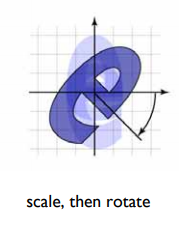 scale, then rotate